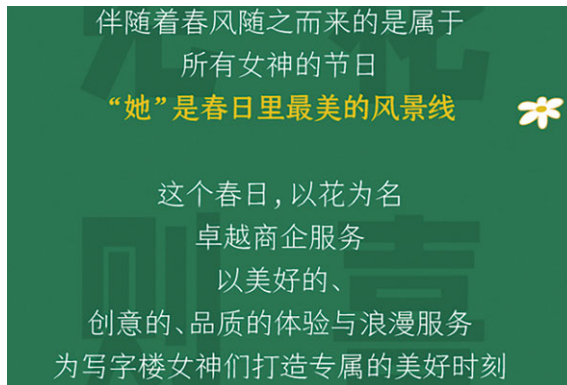 伴随着春风随之而来的是属于
所有女神的节日
“她”是春日里最美的风景线
这个春日，以花为名
卓越商企服务
以美好的、
创意的、品质的体验与浪漫服务
为写字楼女神们打造专属的美好时刻
则喜